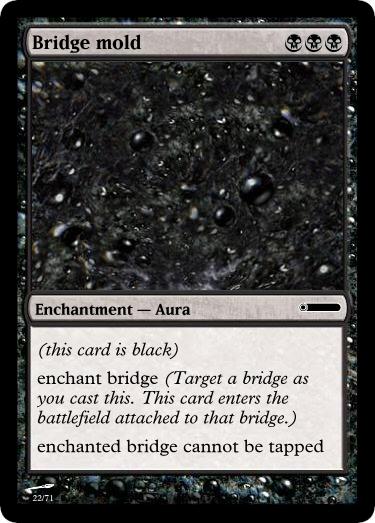 Bridge mold
Enchantment — Aura
(this card is black)
enchant bridge (Target a bridge as
you cast this. This card enters the
battlefield attached to that bridge.)
enchanted bridge cannot be tapped
22/71